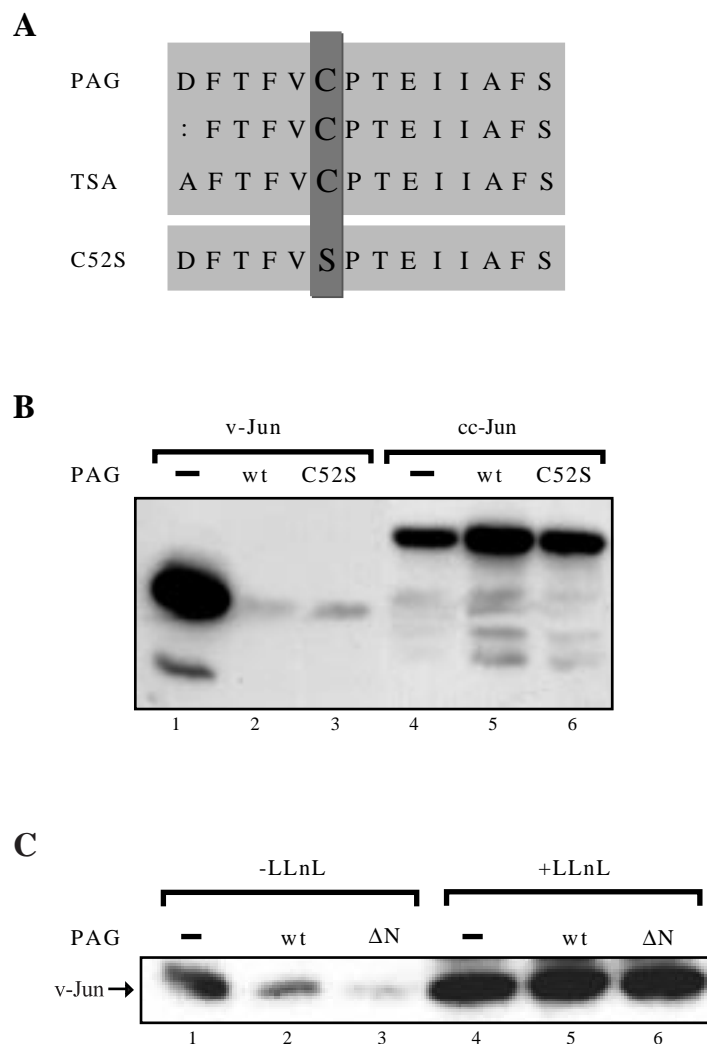 A
PAG D F T F V C P T E I I A F S
: F T F V C P T E I I A F S
TSA A F T F V C P T E I I A F S
C52S D F T F V S P T E I I A F S
B
v-Jun cc-Jun
PAG – wt C52S – wt C52S
1 2 3 4 5 6
C
-LLnL +LLnL
PAG – wt ΔN – wt ΔN
v-Jun→
1 2 3 4 5 6